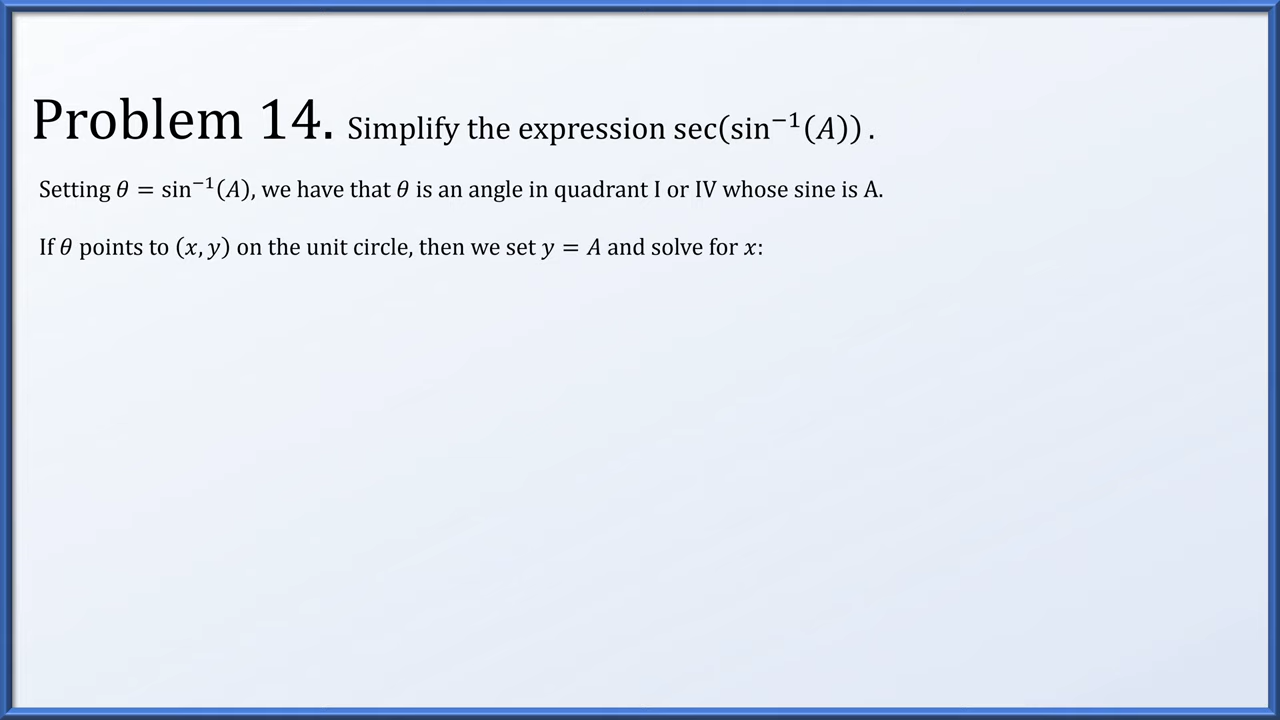 Problem 14. Simplify the expression sec(sin⁻¹(A)) .
Setting θ = sin⁻¹(A), we have that θ is an angle in quadrant I or IV whose sine is A.
If θ points to (x, y) on the unit circle, then we set y = A and solve for x: